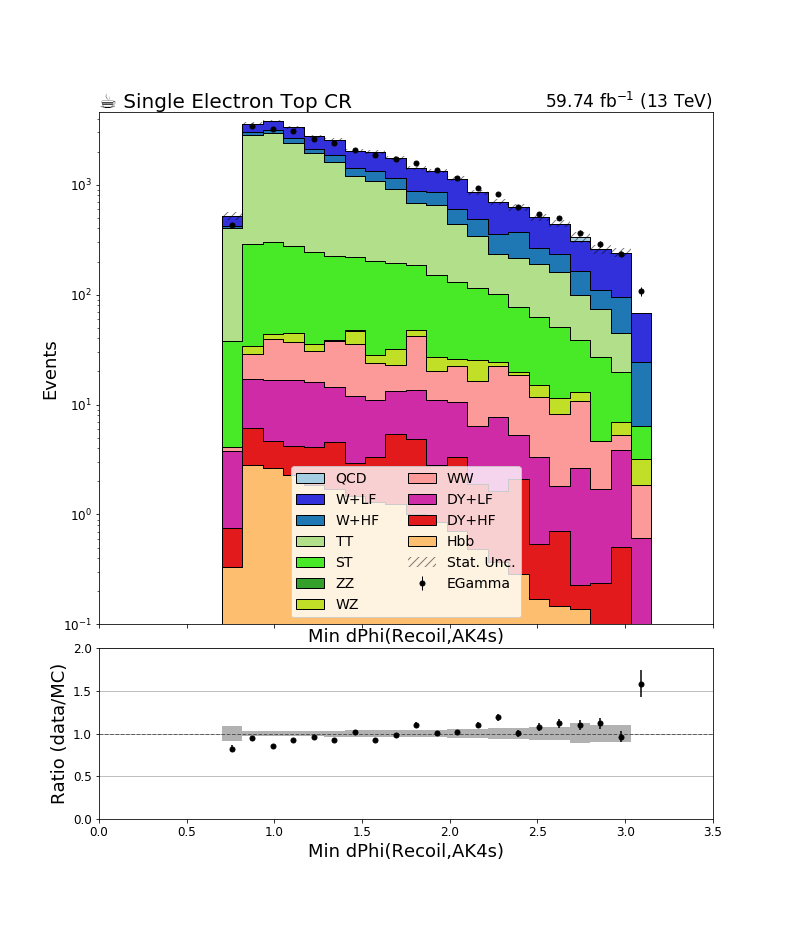 ☕ Single Electron Top CR 59.74 fb⁻¹ (13 TeV)
Events
10³
10²
10¹
10⁰
10⁻¹
QCD WW
W+LF DY+LF
W+HF DY+HF
TT Hbb
ST Stat. Unc.
ZZ EGamma
WZ
Min dPhi(Recoil,AK4s)
Ratio (data/MC)
2.0
1.5
1.0
0.5
0.0
0.0 0.5 1.0 1.5 2.0 2.5 3.0 3.5
Min dPhi(Recoil,AK4s)